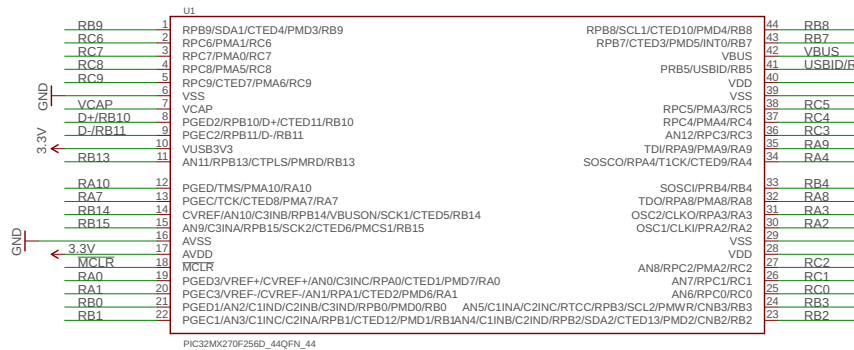 U1
RB9 1 RPB9/SDA1/CTED4/PMD3/RB9 RPB8/SCL1/CTED10/PMD4/RB8 44 RB8
RC6 2 RPC6/PMA1/RC6 RPB7/CTED3/PMD5/INT0/RB7 43 RB7
RC7 3 RPC7/PMA0/RC7 VBUS 42 VBUS
RC8 4 RPC8/PMA5/RC8 PRB5/USBID/RB5 41 USBID/R
RC9 5 RPC9/CTED7/PMA6/RC9 VDD 40
GND 6 VSS VSS 39
VCAP 7 VCAP RPC5/PMA3/RC5 38 RC5
D+/RB10 8 PGED2/RPB10/D+/CTED11/RB10 RPC4/PMA4/RC4 37 RC4
D-/RB11 9 PGEC2/RPB11/D-/RB11 AN12/RPC3/RC3 36 RC3
3.3V 10 VUSB3V3 TDI/RPA9/PMA9/RA9 35 RA9
RB13 11 AN11/RPB13/CTPLS/PMRD/RB13 SOSCO/RPA4/T1CK/CTED9/RA4 34 RA4
RA10 12 PGED/TMS/PMA10/RA10 SOSCI/PRB4/RB4 33 RB4
RA7 13 PGEC/TCK/CTED8/PMA7/RA7 TDO/RPA8/PMA8/RA8 32 RA8
RB14 14 CVREF/AN10/C3INB/RPB14/VBUSON/SCK1/CTED5/RB14 OSC2/CLKO/RPA3/RA3 31 RA3
RB15 15 AN9/C3INA/RPB15/SCK2/CTED6/PMCS1/RB15 OSC1/CLKI/PRA2/RA2 30 RA2
GND 16 AVSS VSS 29
3.3V 17 AVDD VDD 28
MCLR 18 MCLR AN8/RPC2/PMA2/RC2 27 RC2
RA0 19 PGED3/VREF+/CVREF+/AN0/C3INC/RPA0/CTED1/PMD7/RA0 AN7/RPC1/RC1 26 RC1
RA1 20 PGEC3/VREF-/CVREF-/AN1/RPA1/CTED2/PMD6/RA1 AN6/RPC0/RC0 25 RC0
RB0 21 PGED1/AN2/C1IND/C2INB/C3IND/RPB0/PMD0/RB0 AN5/C1INA/C2INC/RTCC/RPB3/SCL2/PMWR/CNB3/RB3 24 RB3
RB1 22 PGEC1/AN3/C1INC/C2INA/RPB1/CTED12/PMD1/RB1 AN4/C1INB/C2IND/RPB2/SDA2/CTED13/PMD2/CNB2/RB2 23 RB2
PIC32MX270F256D_44QFN_44